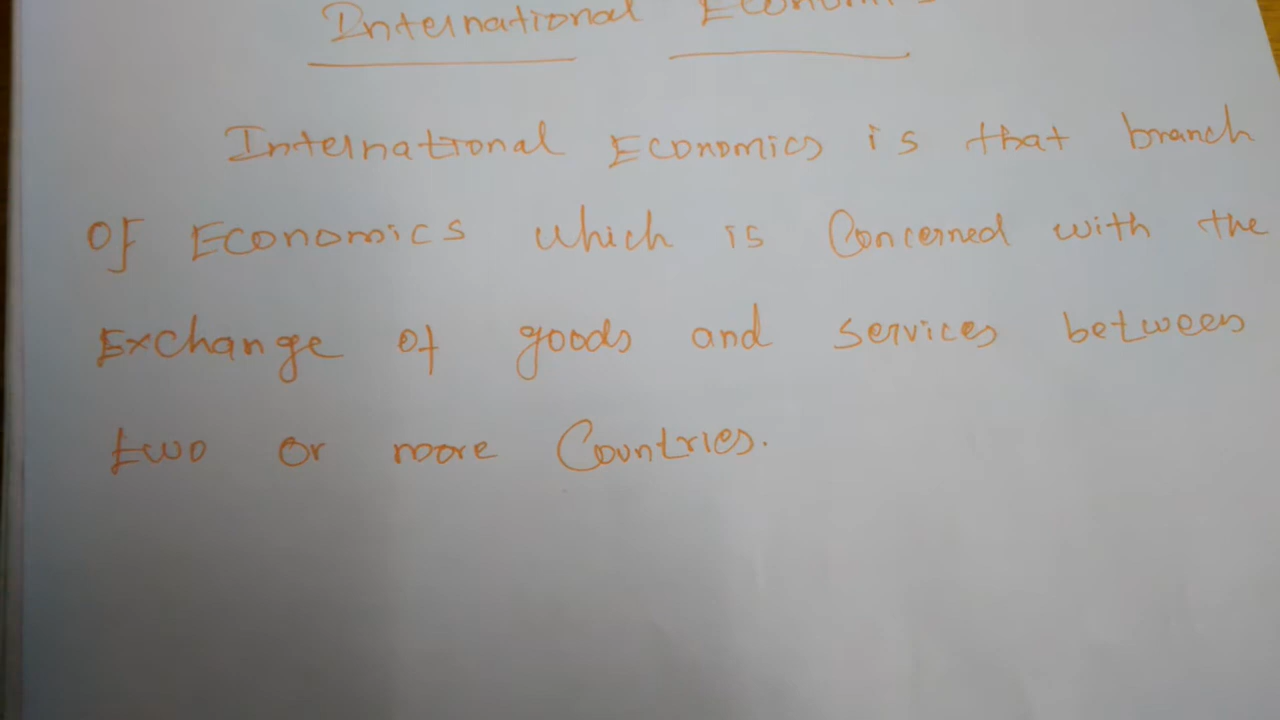 International Economics
International Economics is that branch
Of Economics which is Concerned with the
Exchange of goods and services between
two or more Countries.